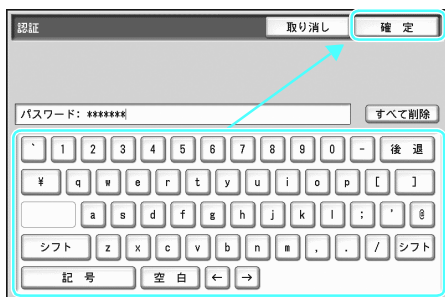 認証 取り消し 確 定
パスワード: ******* すべて削除
` 1 2 3 4 5 6 7 8 9 0 - 後 退
¥ q w e r t y u i o p [ ]
a s d f g h j k l ; ' @
シフト z x c v b n m , . / シフト
記 号 空 白 ← →